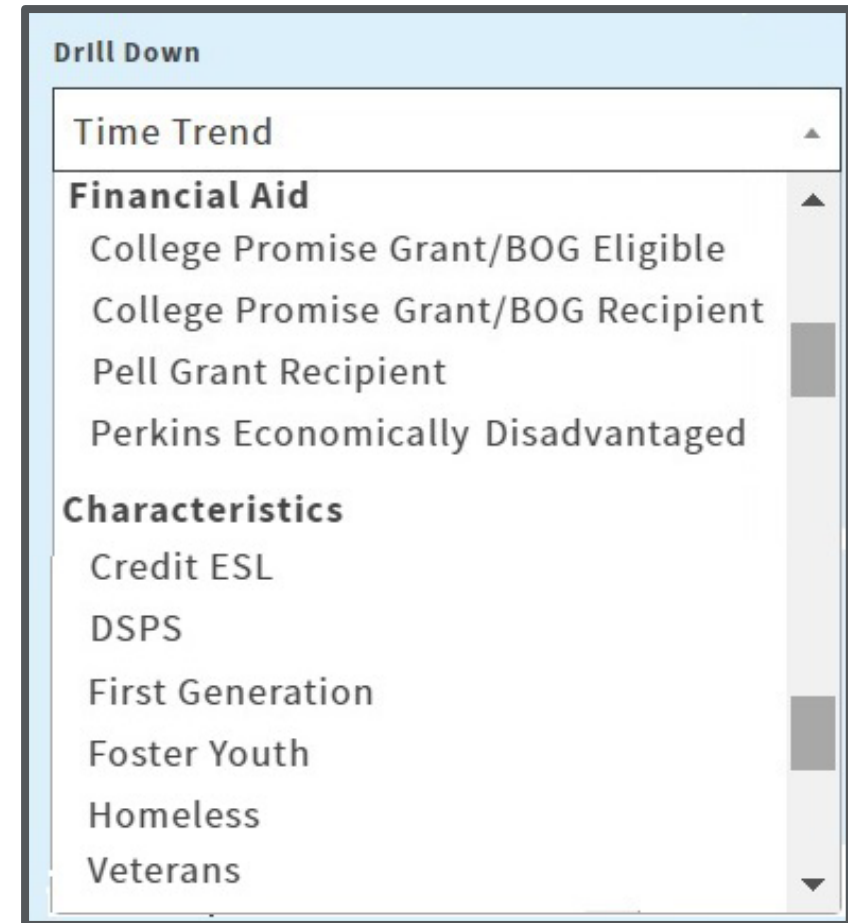 Drill Down
Time Trend
Financial Aid
College Promise Grant/BOG Eligible
College Promise Grant/BOG Recipient
Pell Grant Recipient
Perkins Economically Disadvantaged
Characteristics
Credit ESL
DSPS
First Generation
Foster Youth
Homeless
Veterans